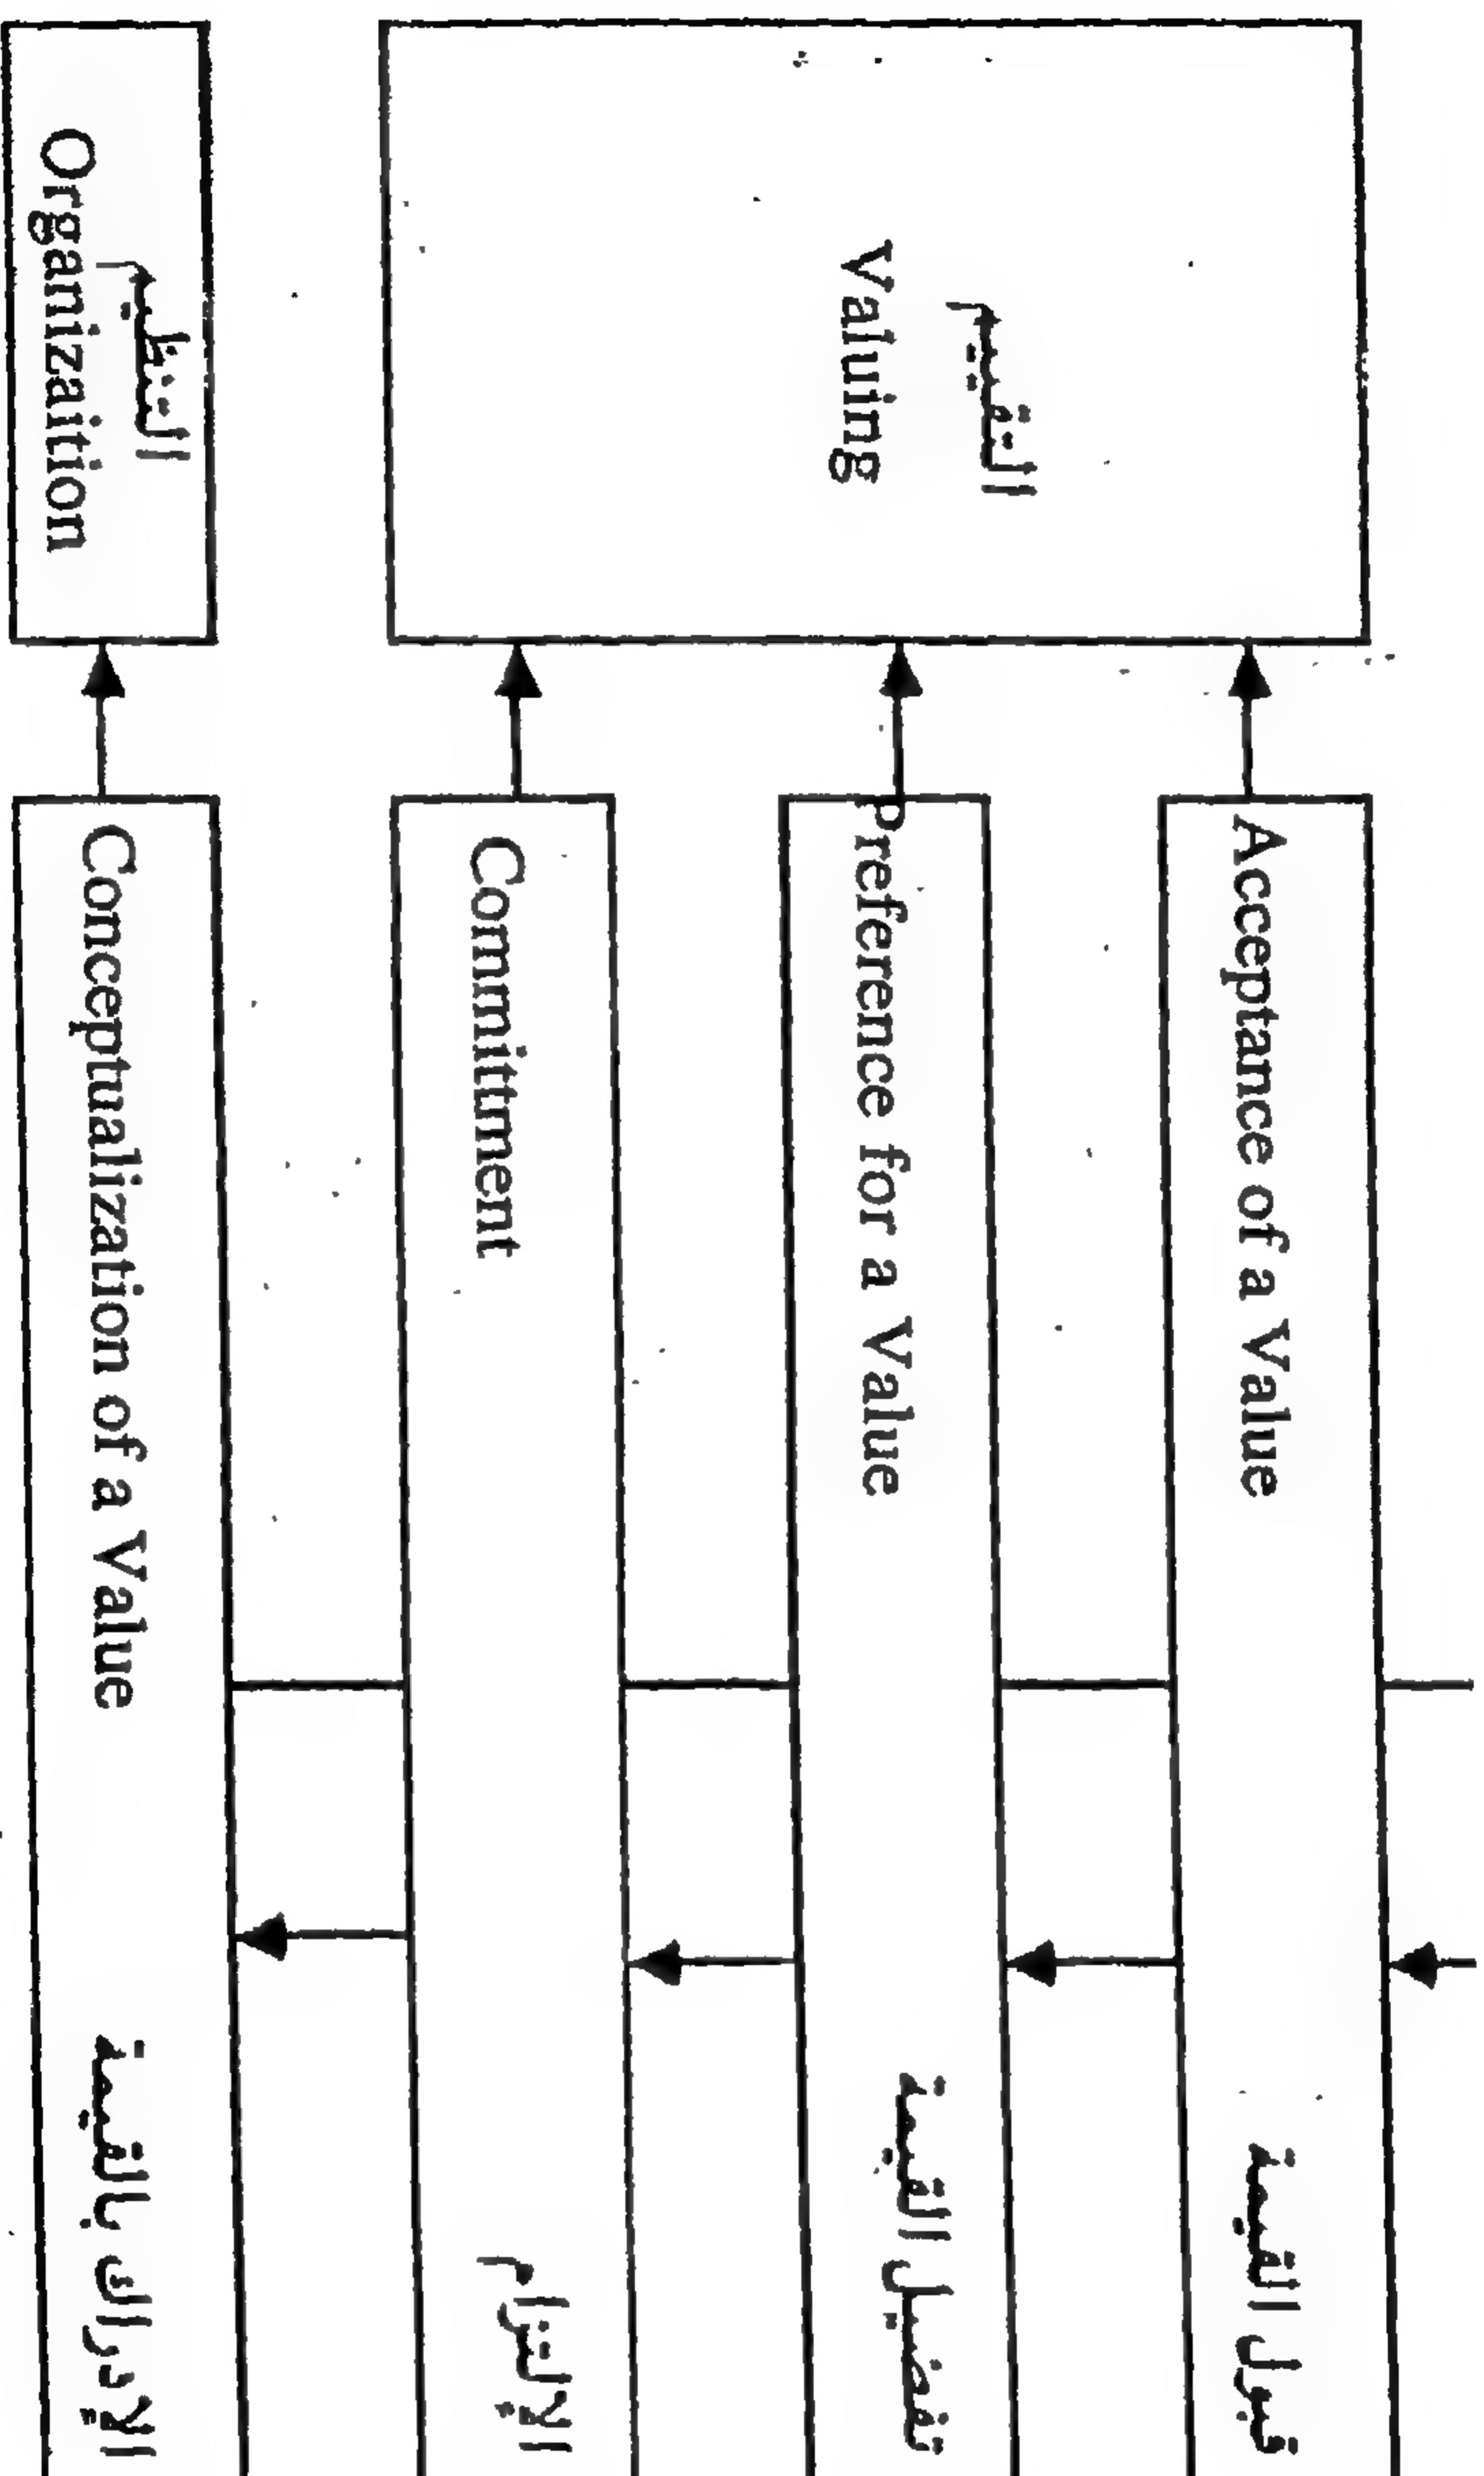 التقييم
Valuing
Acceptance of a Value قبول القيمة
Preference for a Value تفضيل القيمة
Commitment الإلتزام
التنظيم
Organizaition
Conceptualization of a Value الإدراك بالقيمة